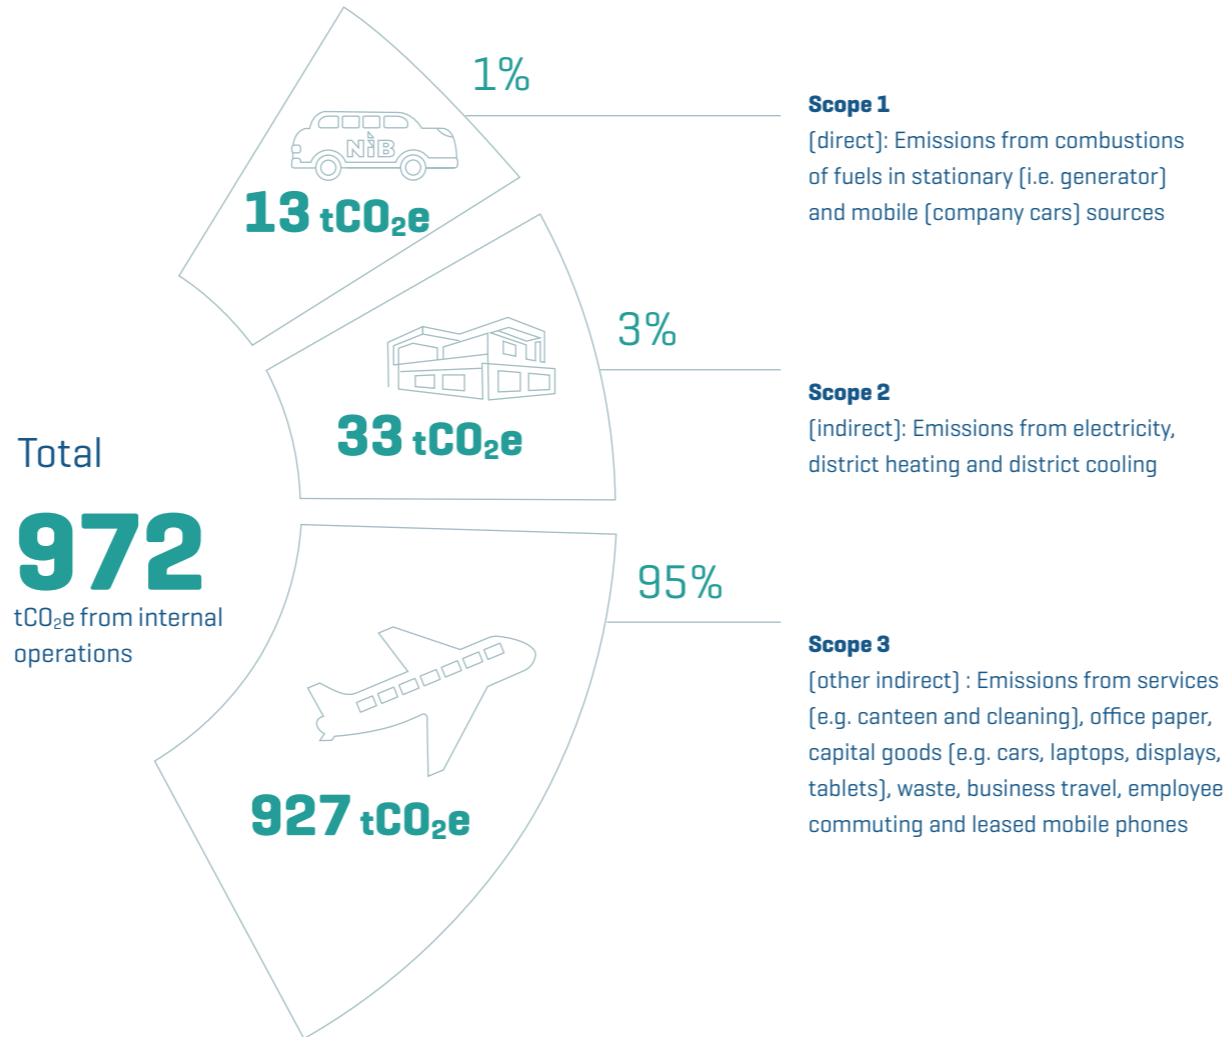 1%
NiB
13 tCO₂e
Scope 1
(direct): Emissions from combustions
of fuels in stationary (i.e. generator)
and mobile (company cars) sources
3%
33 tCO₂e
Scope 2
(indirect): Emissions from electricity,
district heating and district cooling
Total
972
tCO₂e from internal
operations
95%
927 tCO₂e
Scope 3
(other indirect) : Emissions from services
(e.g. canteen and cleaning), office paper,
capital goods (e.g. cars, laptops, displays,
tablets), waste, business travel, employee
commuting and leased mobile phones